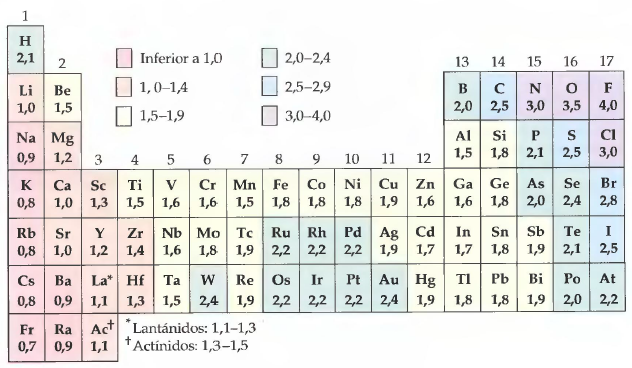 1
H
2,1
2
Inferior a 1,0
2,0–2,4
1, 0–1,4
2,5–2,9
1,5–1,9
3,0–4,0
13 14 15 16 17
Li Be B C N O F
1,0 1,5 2,0 2,5 3,0 3,5 4,0
Na Mg Al Si P S Cl
0,9 1,2 1,5 1,8 2,1 2,5 3,0
3 4 5 6 7 8 9 10 11 12
K Ca Sc Ti V Cr Mn Fe Co Ni Cu Zn Ga Ge As Se Br
0,8 1,0 1,3 1,5 1,6 1,6 1,5 1,8 1,8 1,8 1,9 1,6 1,6 1,8 2,0 2,4 2,8
Rb Sr Y Zr Nb Mo Tc Ru Rh Pd Ag Cd In Sn Sb Te I
0,8 1,0 1,2 1,4 1,6 1,8 1,9 2,2 2,2 2,2 1,9 1,7 1,7 1,8 1,9 2,1 2,5
Cs Ba La* Hf Ta W Re Os Ir Pt Au Hg Tl Pb Bi Po At
0,8 0,9 1,1 1,3 1,5 2,4 1,9 2,2 2,2 2,2 2,4 1,9 1,8 1,8 1,9 2,0 2,2
Fr Ra Ac†
0,7 0,9 1,1
*Lantánidos: 1,1–1,3
†Actínidos: 1,3–1,5